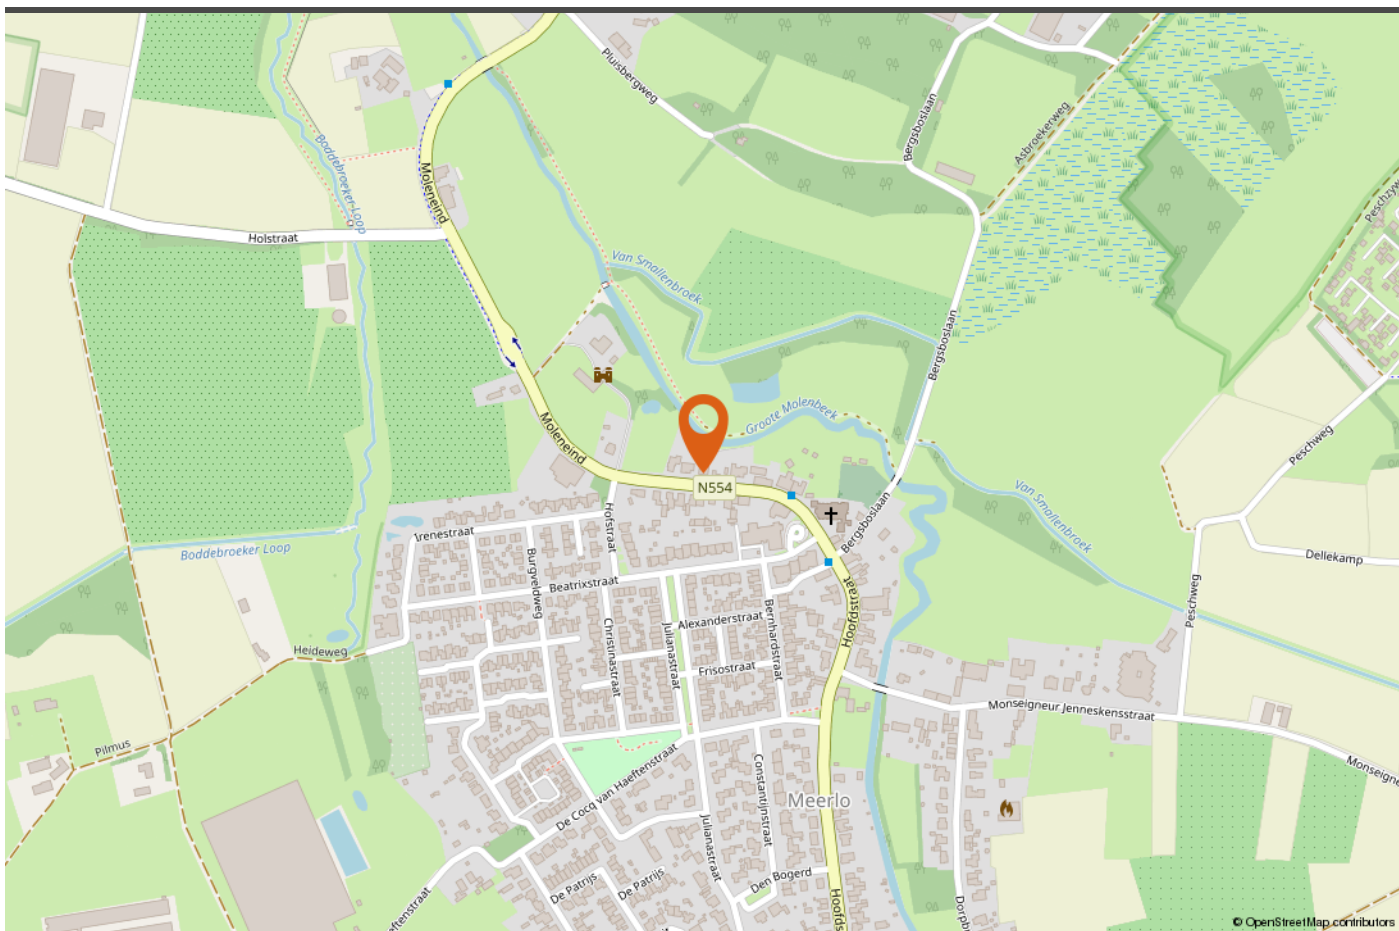 Pluisbergweg
Bergsboslaan
Asbroekerweg
Boddebroeker Loop
Moleneind
Holstraat
Van Smallenbroek
Bergsboslaan
Groote Molenbeek
Moleneind
Peschweg
N554
Van Smallenbroek
Bergsboslaan
Hofstraat
Irenestraat
Boddebroeker Loop
Burgveldweg
Beatrixstraat
Dellekamp
Peschweg
Hoofdstraat
Bernhardstraat
Alexanderstraat
Christinastraat
Julianastraat
Heideweg
Frisostraat
Monseigneur Jenneskensstraat
Pilmus
De Cocq van Haeftenstraat
Constantijnstraat
Meerlo
Julianastraat
Den Bogerd
De Patrijs
De Patrijs
© OpenStreetMap contributors